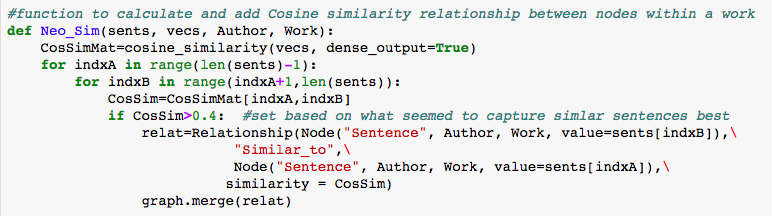 #function to calculate and add Cosine similarity relationship between nodes within a work
def Neo_Sim(sents, vecs, Author, Work):
    CosSimMat=cosine_similarity(vecs, dense_output=True)
    for indxA in range(len(sents)-1):
        for indxB in range(indxA+1,len(sents)):
            CosSim=CosSimMat[indxA,indxB]
            if CosSim>0.4:  #set based on what seemed to capture simlar sentences best
                relat=Relationship(Node("Sentence", Author, Work, value=sents[indxB]),\
                            "Similar_to",\
                            Node("Sentence", Author, Work, value=sents[indxA]),\
                           similarity = CosSim)
                graph.merge(relat)